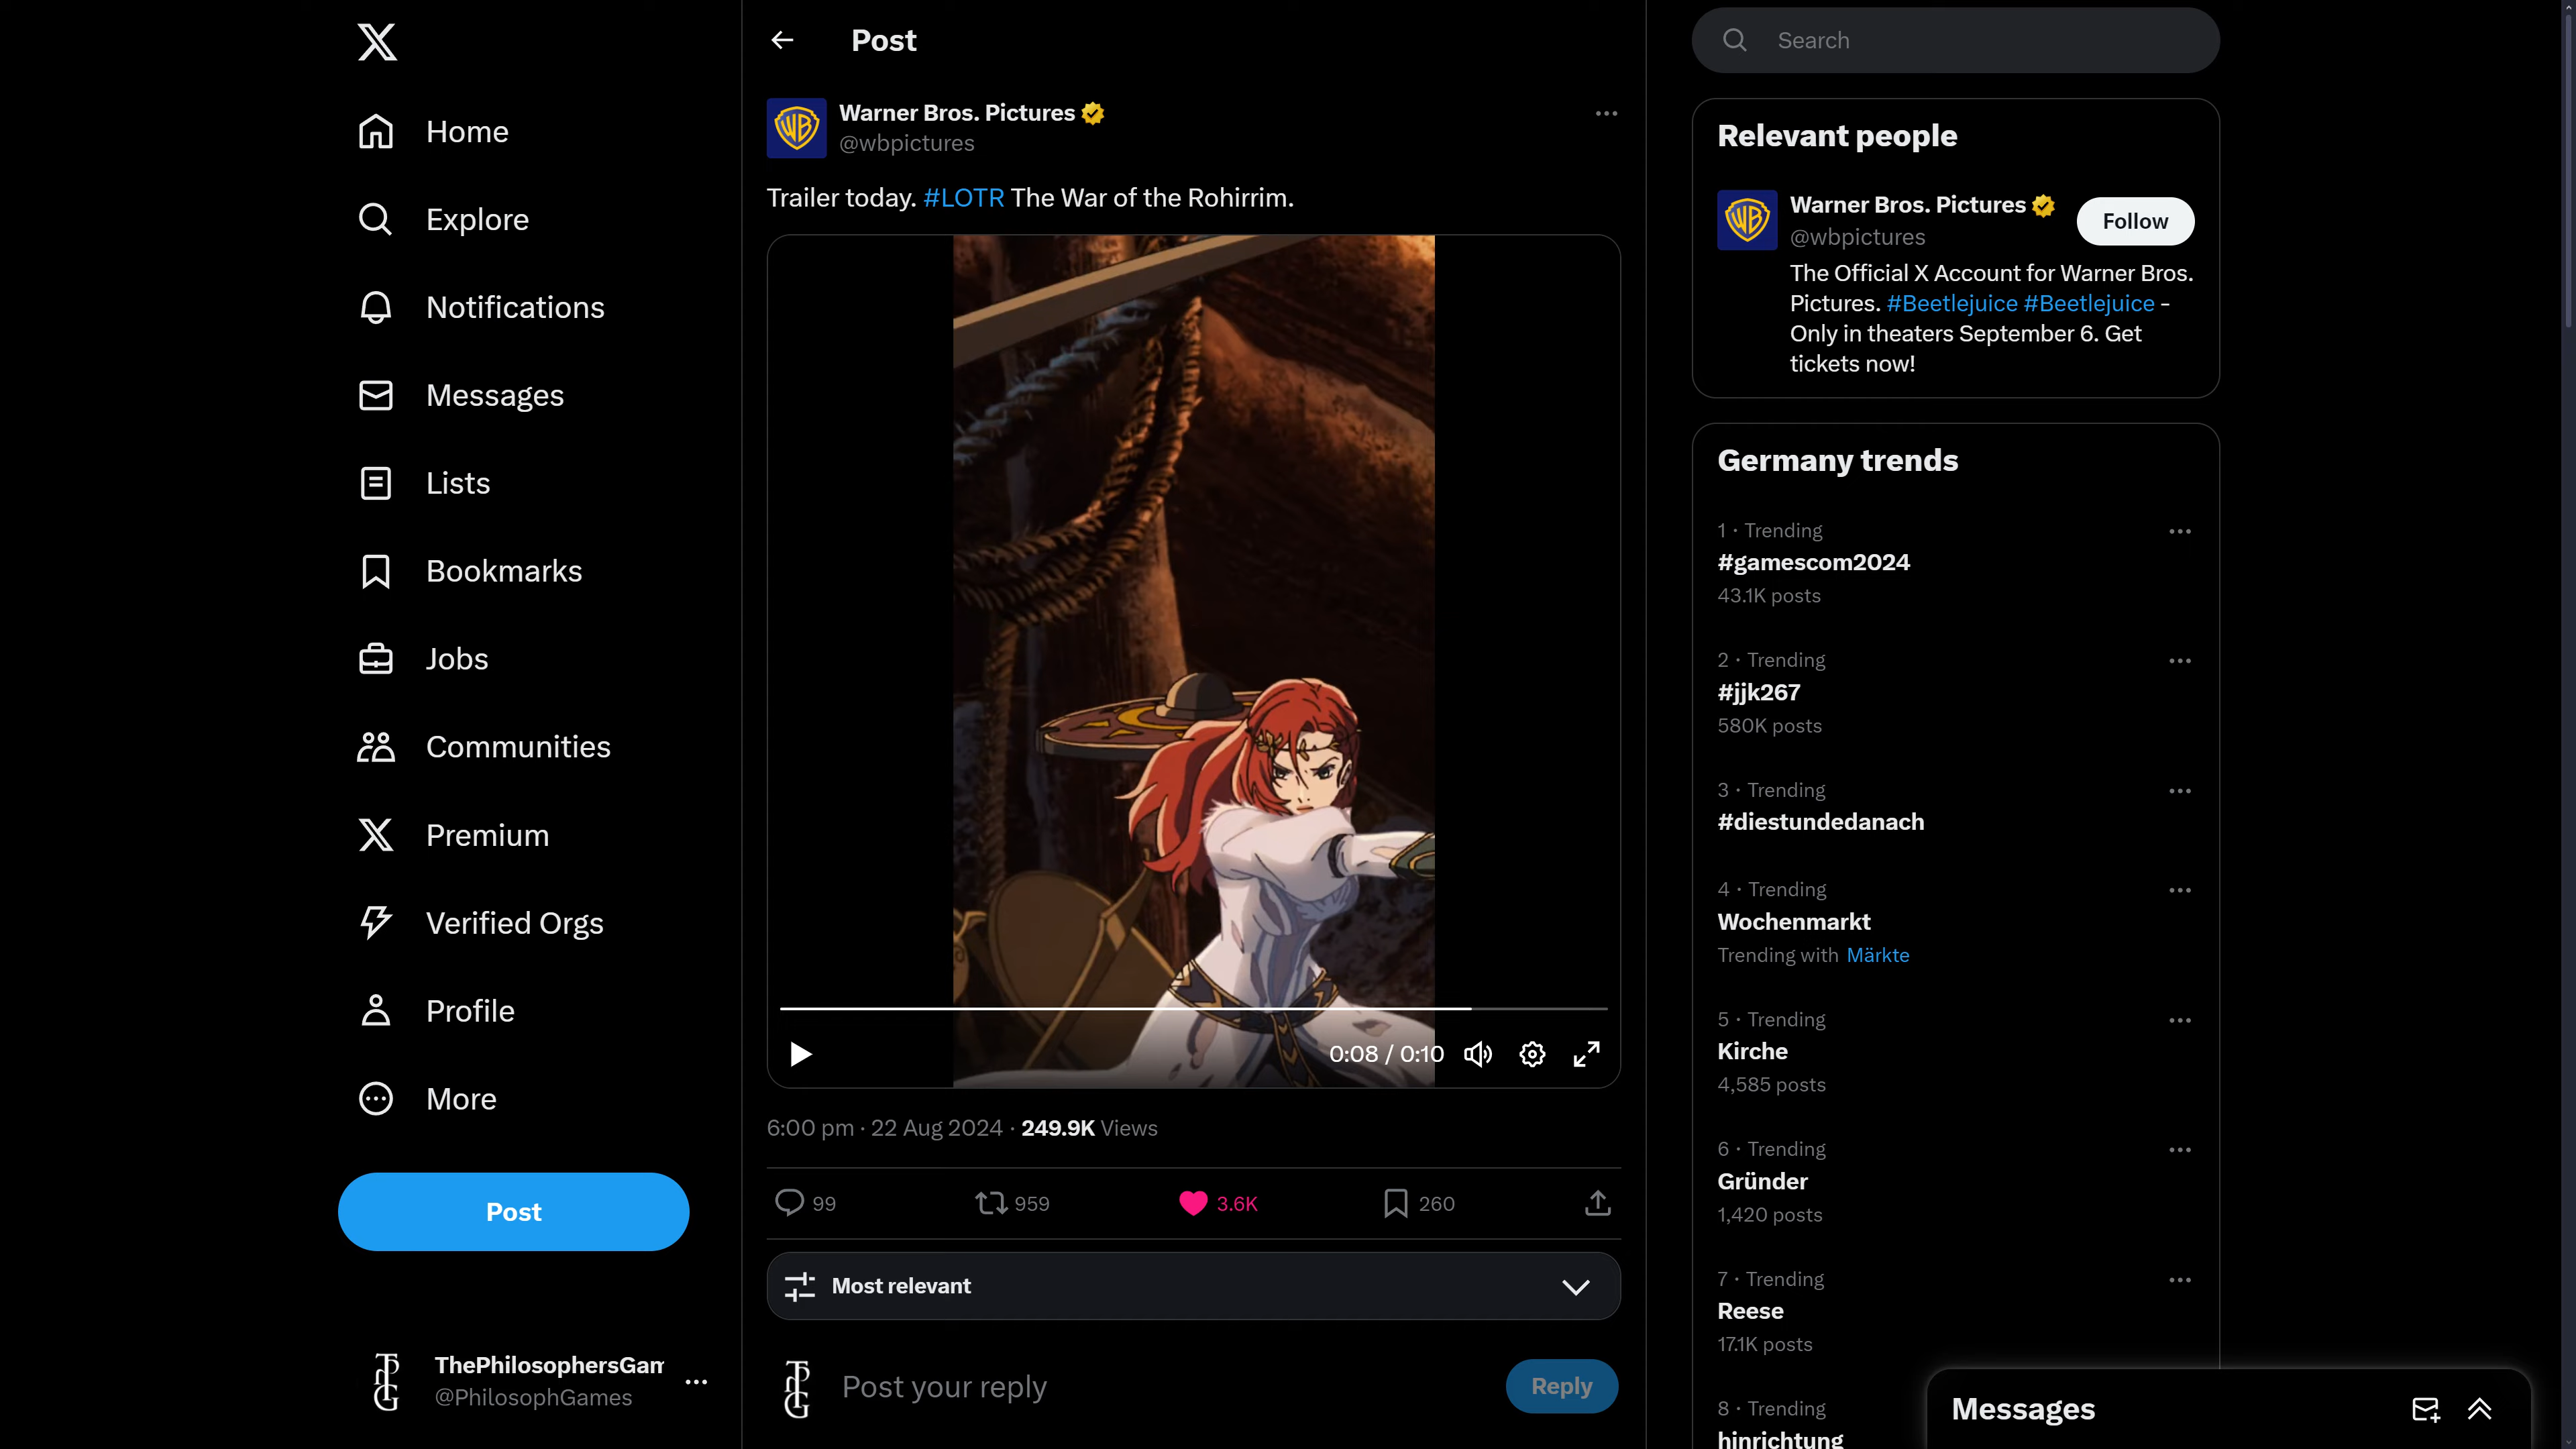 Home
Explore
Notifications
Messages
Lists
Bookmarks
Jobs
Communities
Premium
Verified Orgs
Profile
More
Post
ThePhilosophersGam
@PhilosophGames
Post
Warner Bros. Pictures
@wbpictures
Trailer today. #LOTR The War of the Rohirrim.
0:08 / 0:10
6:00 pm · 22 Aug 2024 · 249.9K Views
99
959
3.6K
260
Most relevant
Post your reply
Reply
Search
Relevant people
Warner Bros. Pictures
@wbpictures
Follow
The Official X Account for Warner Bros.
Pictures. #Beetlejuice #Beetlejuice -
Only in theaters September 6. Get
tickets now!
Germany trends
1 · Trending
#gamescom2024
43.1K posts
2 · Trending
#jjk267
580K posts
3 · Trending
#diestundedanach
4 · Trending
Wochenmarkt
Trending with Märkte
5 · Trending
Kirche
4,585 posts
6 · Trending
Gründer
1,420 posts
7 · Trending
Reese
17.1K posts
8 · Trending
hinrichtung
Messages